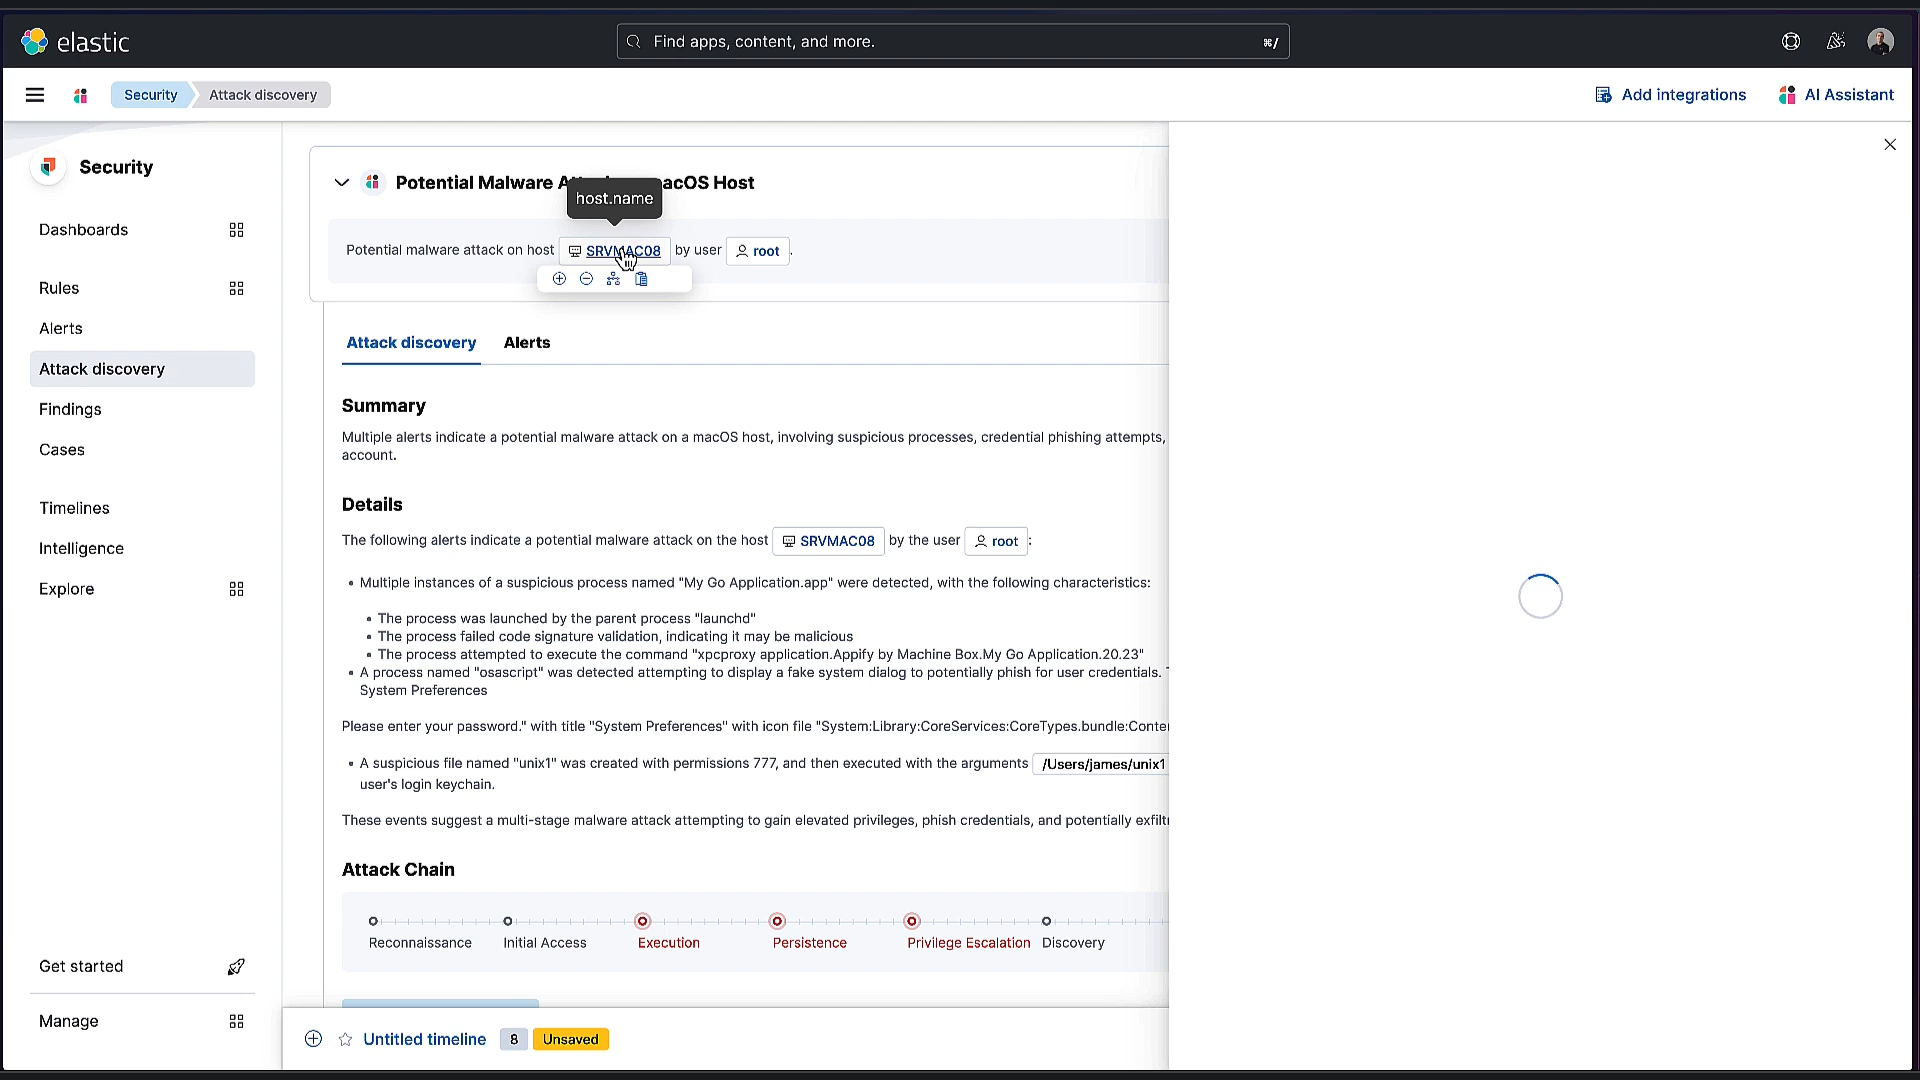 elastic
Find apps, content, and more.
⌘/
Security
Attack discovery
Add integrations
AI Assistant
Security
Dashboards
Rules
Alerts
Attack discovery
Findings
Cases
Timelines
Intelligence
Explore
Get started
Manage
Potential Malware A acOS Host
host.name
Potential malware attack on host SRVMAC08 by user root .
Attack discovery
Alerts
Summary
Multiple alerts indicate a potential malware attack on a macOS host, involving suspicious processes, credential phishing attempts,
account.
Details
The following alerts indicate a potential malware attack on the host SRVMAC08 by the user root :
• Multiple instances of a suspicious process named "My Go Application.app" were detected, with the following characteristics:
• The process was launched by the parent process "launchd"
• The process failed code signature validation, indicating it may be malicious
• The process attempted to execute the command "xpcproxy application.Appify by Machine Box.My Go Application.20.23"
• A process named "osascript" was detected attempting to display a fake system dialog to potentially phish for user credentials.
System Preferences
Please enter your password." with title "System Preferences" with icon file "System:Library:CoreServices:CoreTypes.bundle:Conte
• A suspicious file named "unix1" was created with permissions 777, and then executed with the arguments /Users/james/unix1
user's login keychain.
These events suggest a multi-stage malware attack attempting to gain elevated privileges, phish credentials, and potentially exfilt
Attack Chain
Reconnaissance
Initial Access
Execution
Persistence
Privilege Escalation
Discovery
Untitled timeline
8
Unsaved